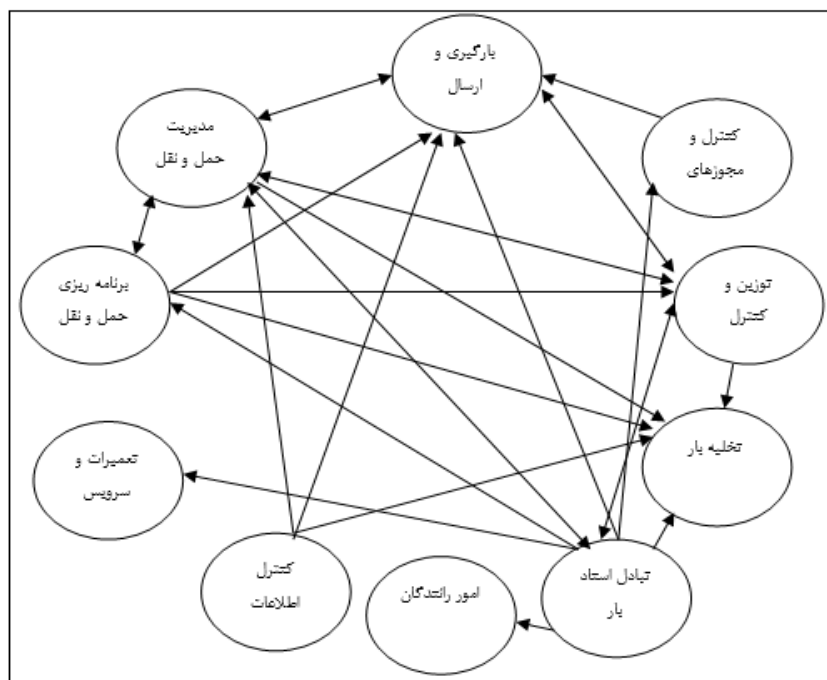 بارگیری و
ارسال
مدیریت
حمل و نقل
کنترل و
مجوزهای
برنامه ریزی
حمل و نقل
توزین و
کنترل
تخلیه بار
تعمیرات و
سرویس
کنترل
اطلاعات
امور رانندگان
تبادل اسناد
بار